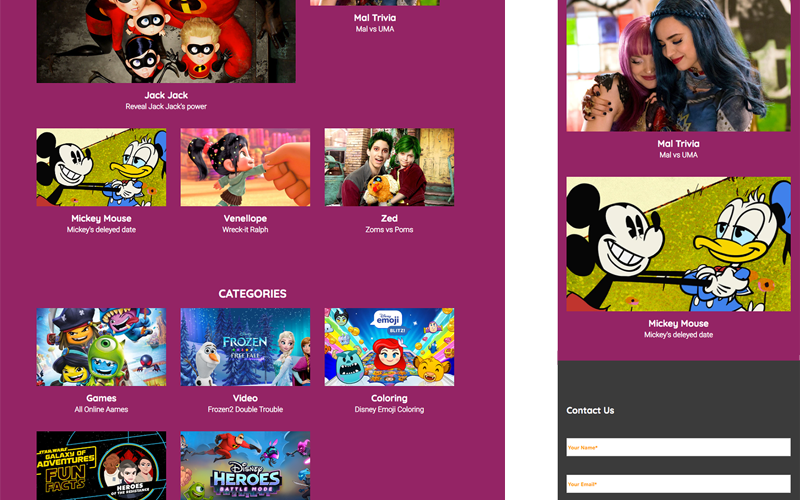 Mal Trivia
Mal vs UMA
Jack Jack
Reveal Jack Jack's power
Mickey Mouse
Mickey's deleyed date
Venellope
Wreck-it Ralph
Zed
Zoms vs Poms
CATEGORIES
Disney
FROZEN
FREE FALL
Disney
emoji
BLITZ!
Games
All Online Aames
Video
Frozen2 Double Trouble
Coloring
Disney Emoji Coloring
STAR WARS
GALAXY OF
ADVENTURES
FUN
FACTS
HEROES
OF THE RESISTANCE
Disney
HEROES
BATTLE MODE
Mal Trivia
Mal vs UMA
Mickey Mouse
Mickey's deleyed date
Contact Us
Your Name*
Your Email*